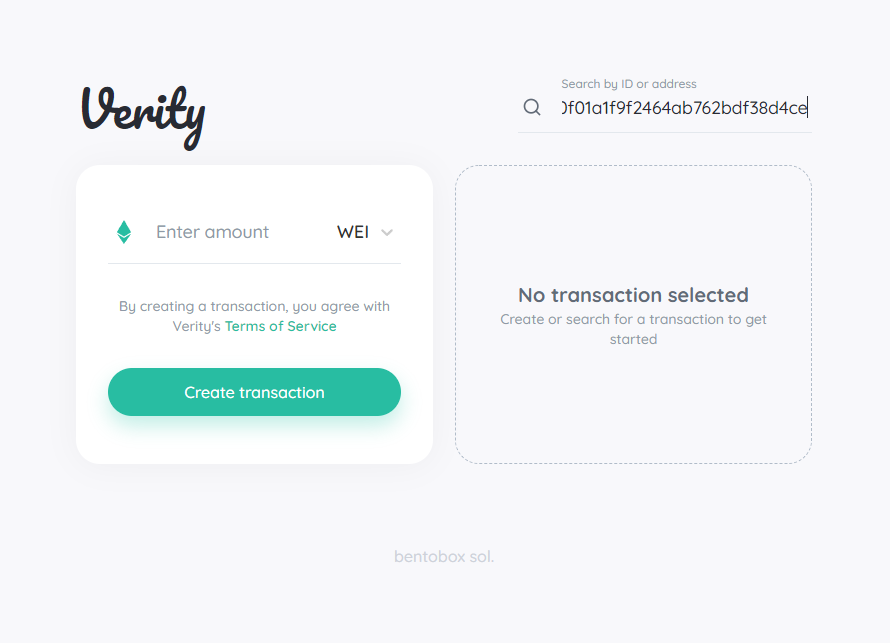 Verity
Search by ID or address
0f01a1f9f2464ab762bdf38d4ce
Enter amount WEI
By creating a transaction, you agree with
Verity's Terms of Service
Create transaction
No transaction selected
Create or search for a transaction to get
started
bentobox sol.